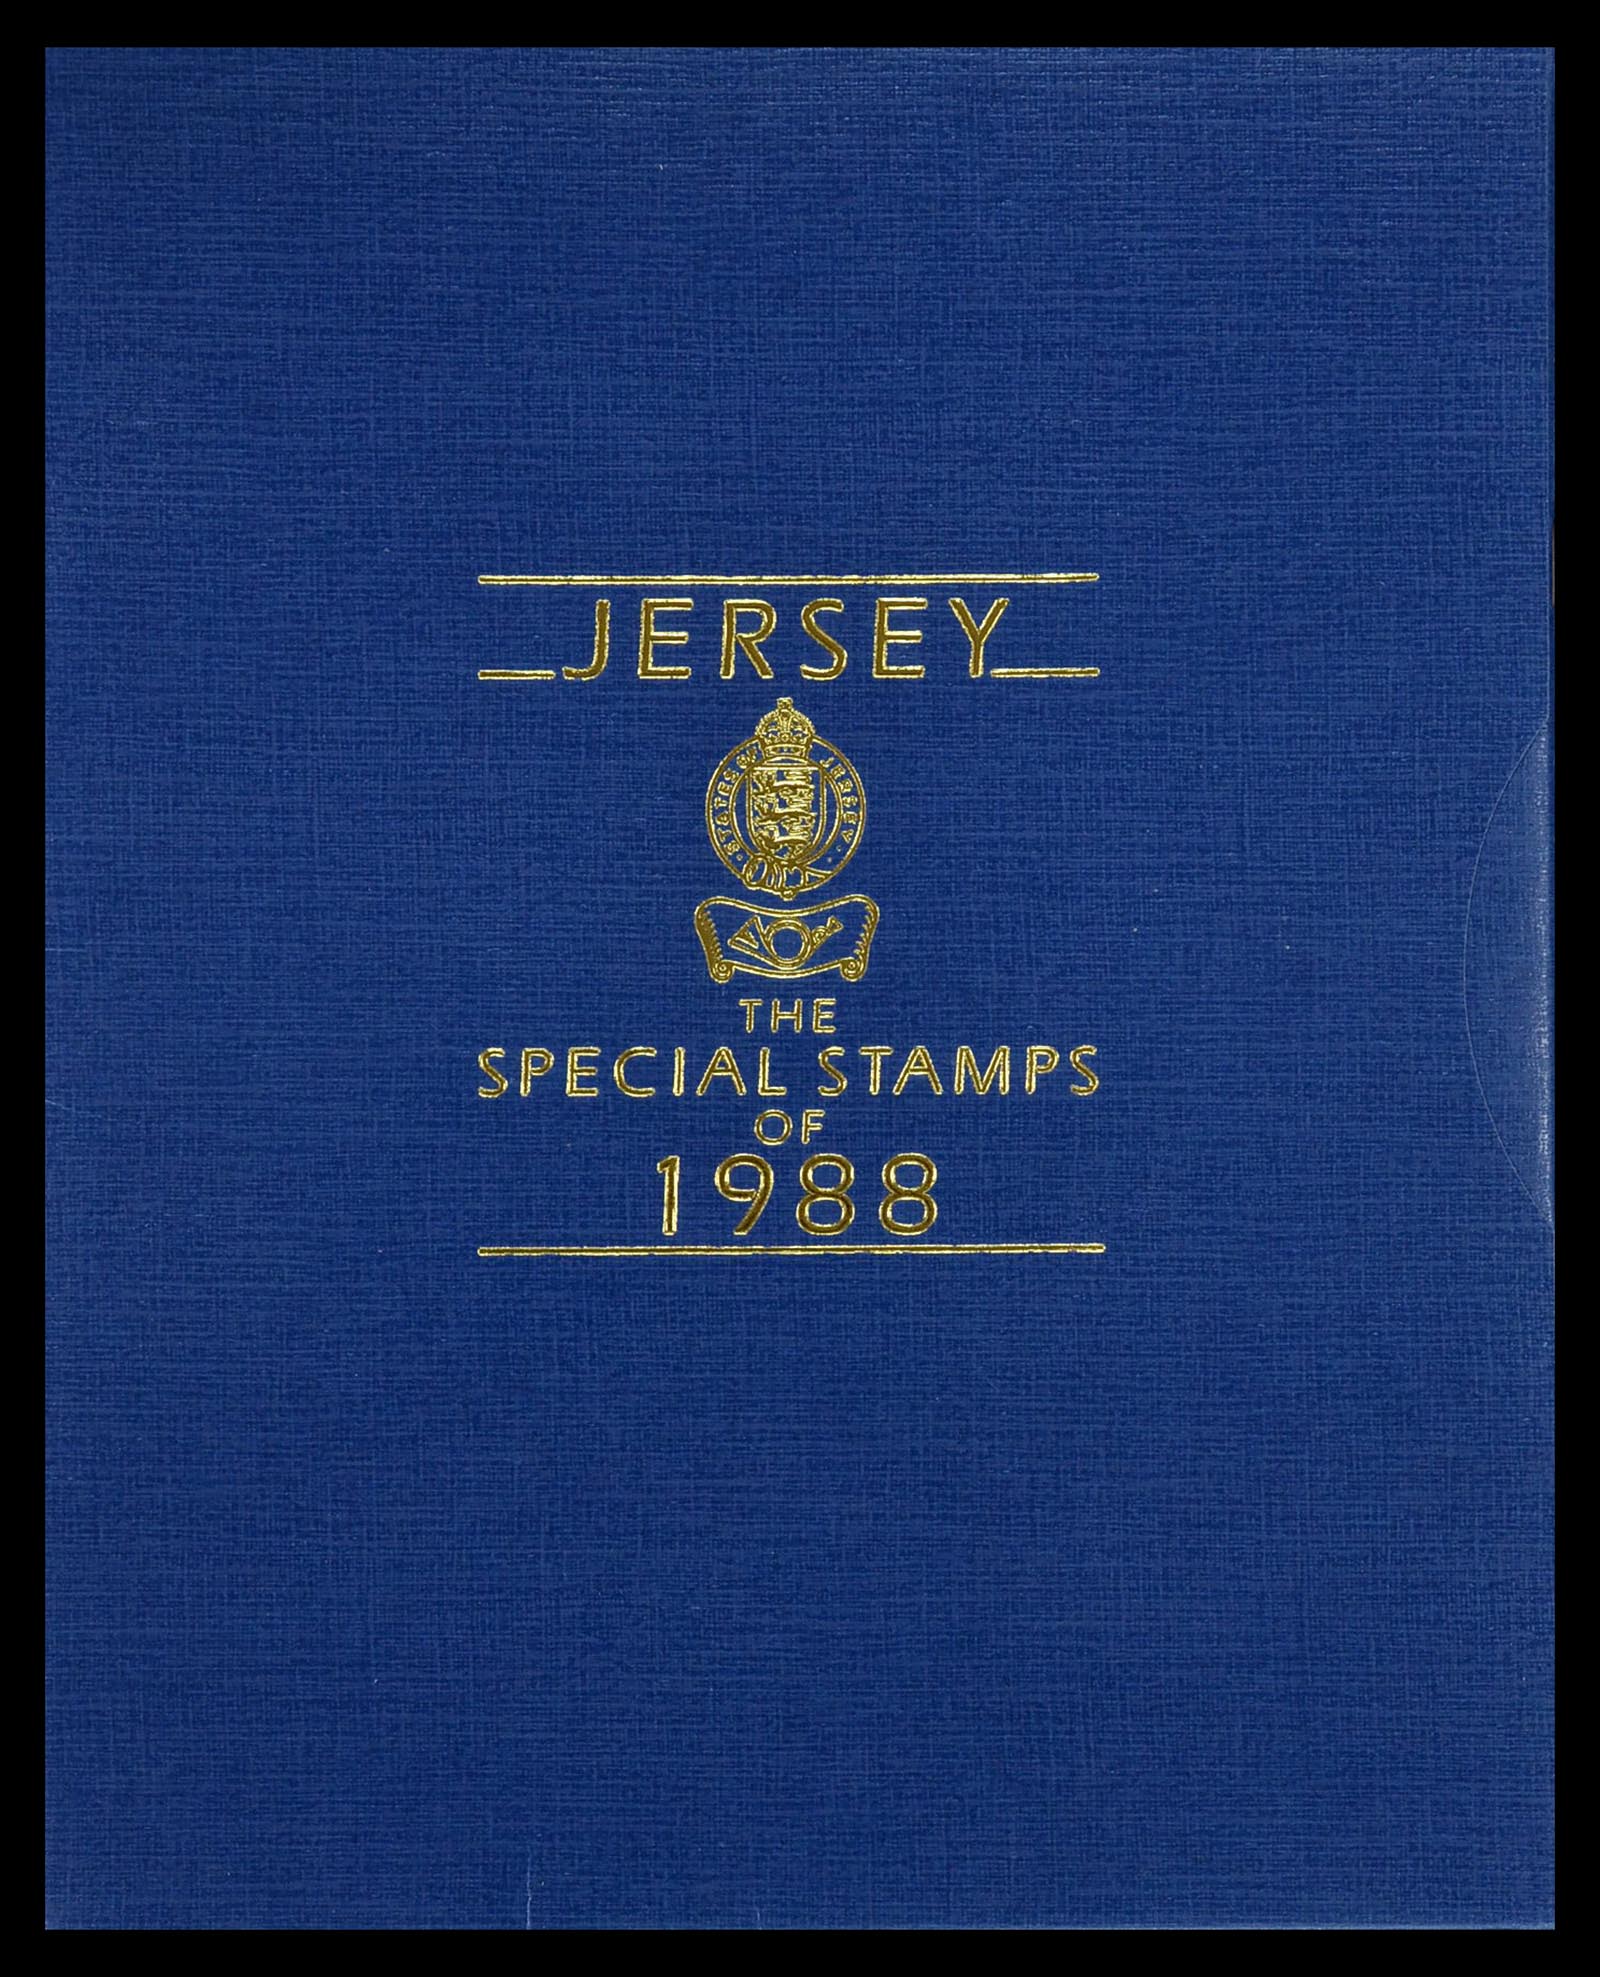 JERSEY
STATES OF JERSEY
THE
SPECIAL STAMPS
OF
1988